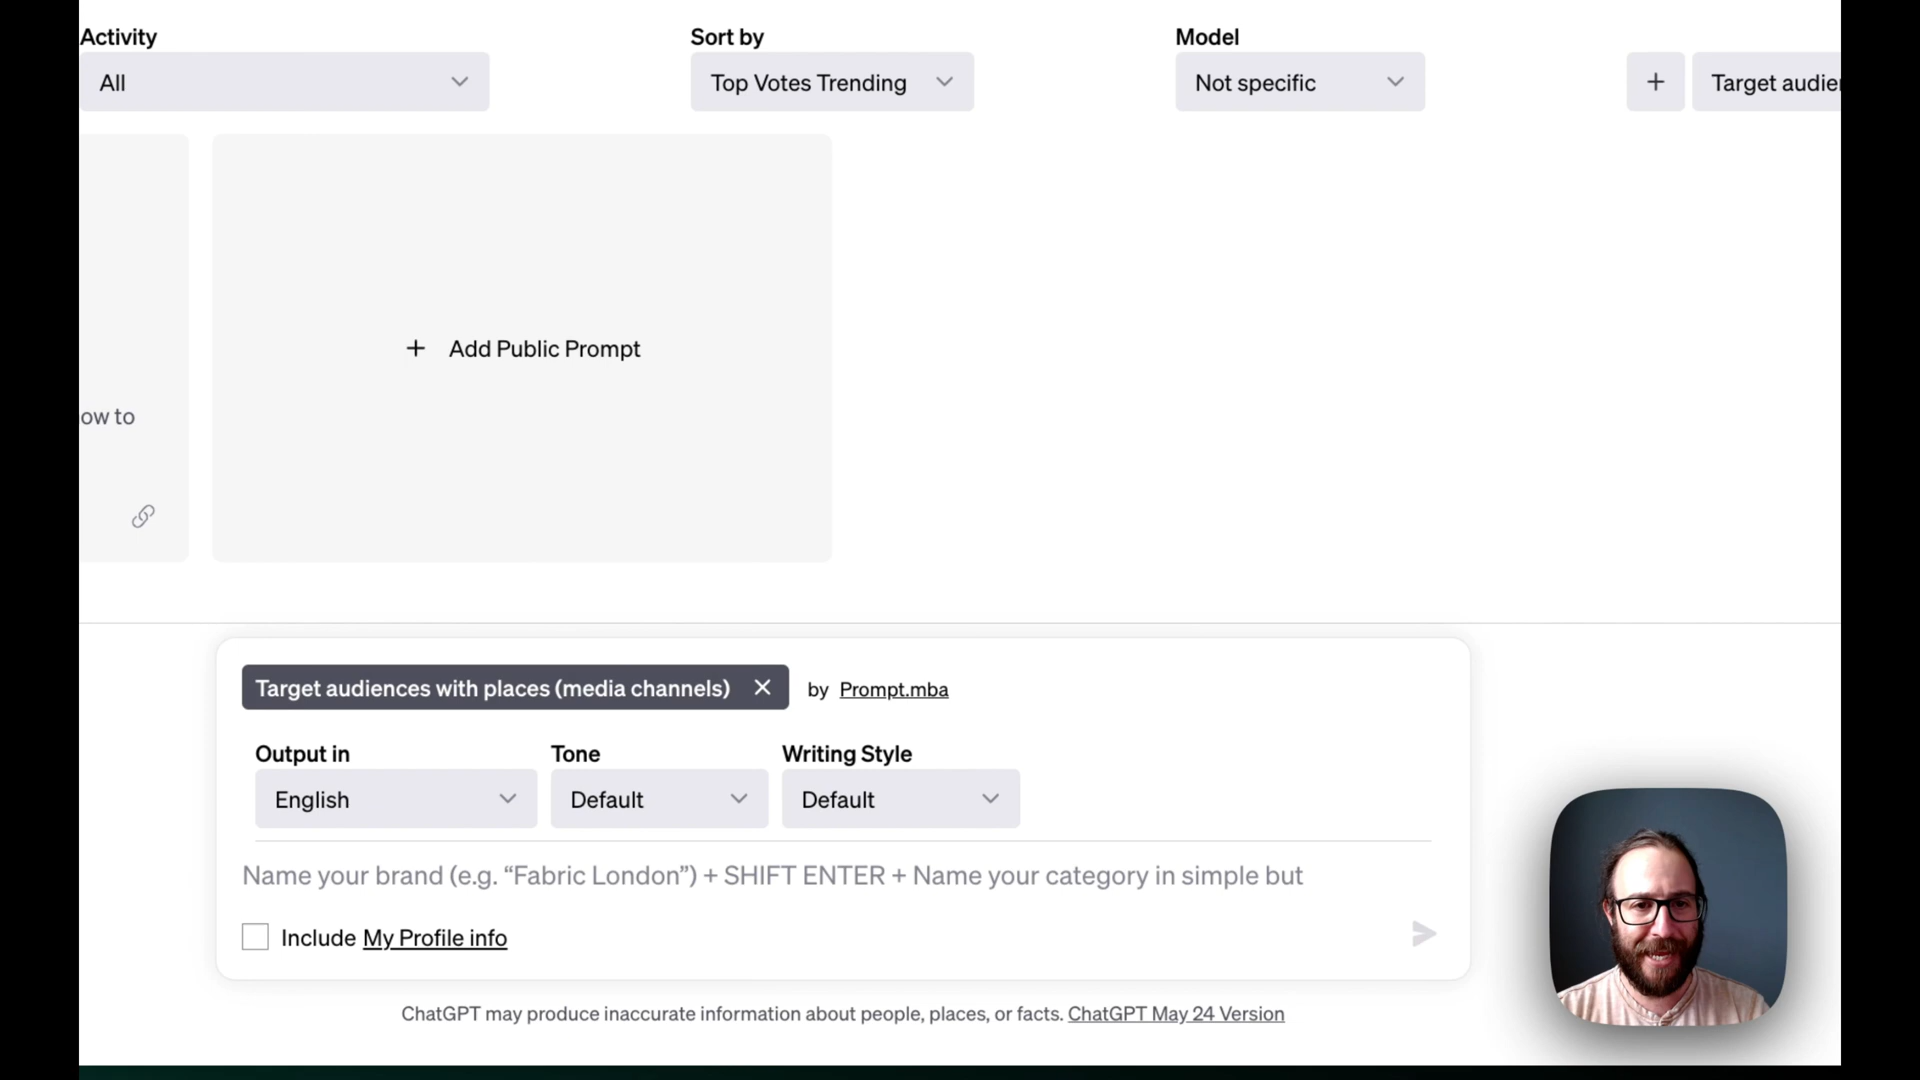 Activity
Sort by
Model
All
Top Votes Trending
Not specific
+
Target audie
+ Add Public Prompt
ow to
Target audiences with places (media channels)
by Prompt.mba
Output in
Tone
Writing Style
English
Default
Default
Name your brand (e.g. “Fabric London”) + SHIFT ENTER + Name your category in simple but
Include My Profile info
ChatGPT may produce inaccurate information about people, places, or facts. ChatGPT May 24 Version